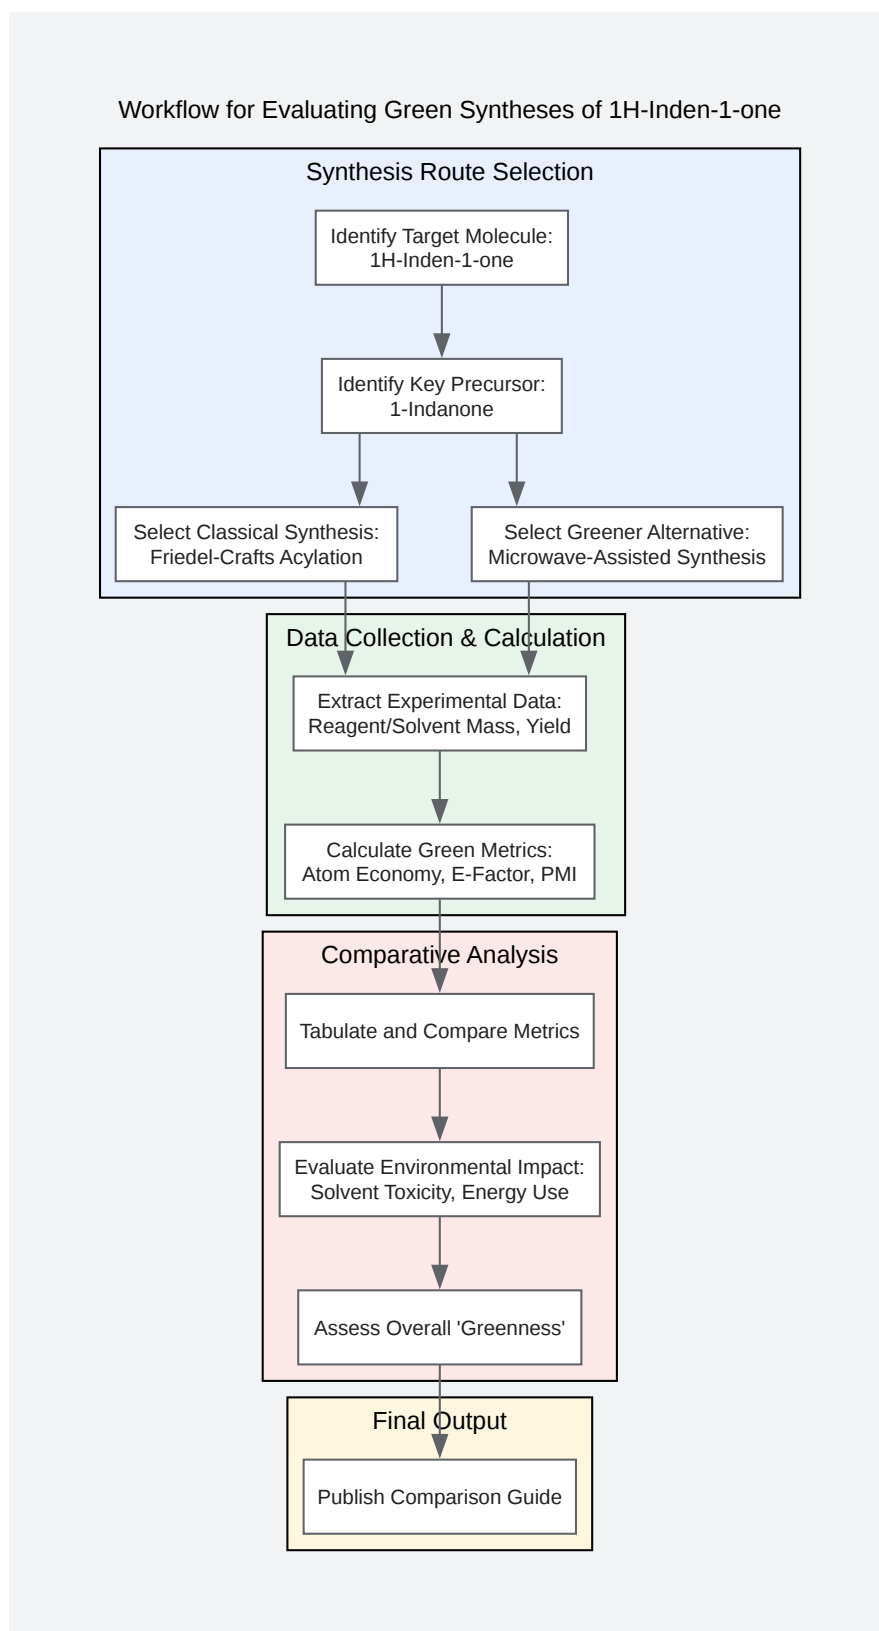 Workflow for Evaluating Green Syntheses of 1H-Inden-1-one
Synthesis Route Selection
Identify Target Molecule:
1H-Inden-1-one
Identify Key Precursor:
1-Indanone
Select Classical Synthesis:
Friedel-Crafts Acylation
Select Greener Alternative:
Microwave-Assisted Synthesis
Data Collection & Calculation
Extract Experimental Data:
Reagent/Solvent Mass, Yield
Calculate Green Metrics:
Atom Economy, E-Factor, PMI
Comparative Analysis
Tabulate and Compare Metrics
Evaluate Environmental Impact:
Solvent Toxicity, Energy Use
Assess Overall 'Greenness'
Final Output
Publish Comparison Guide